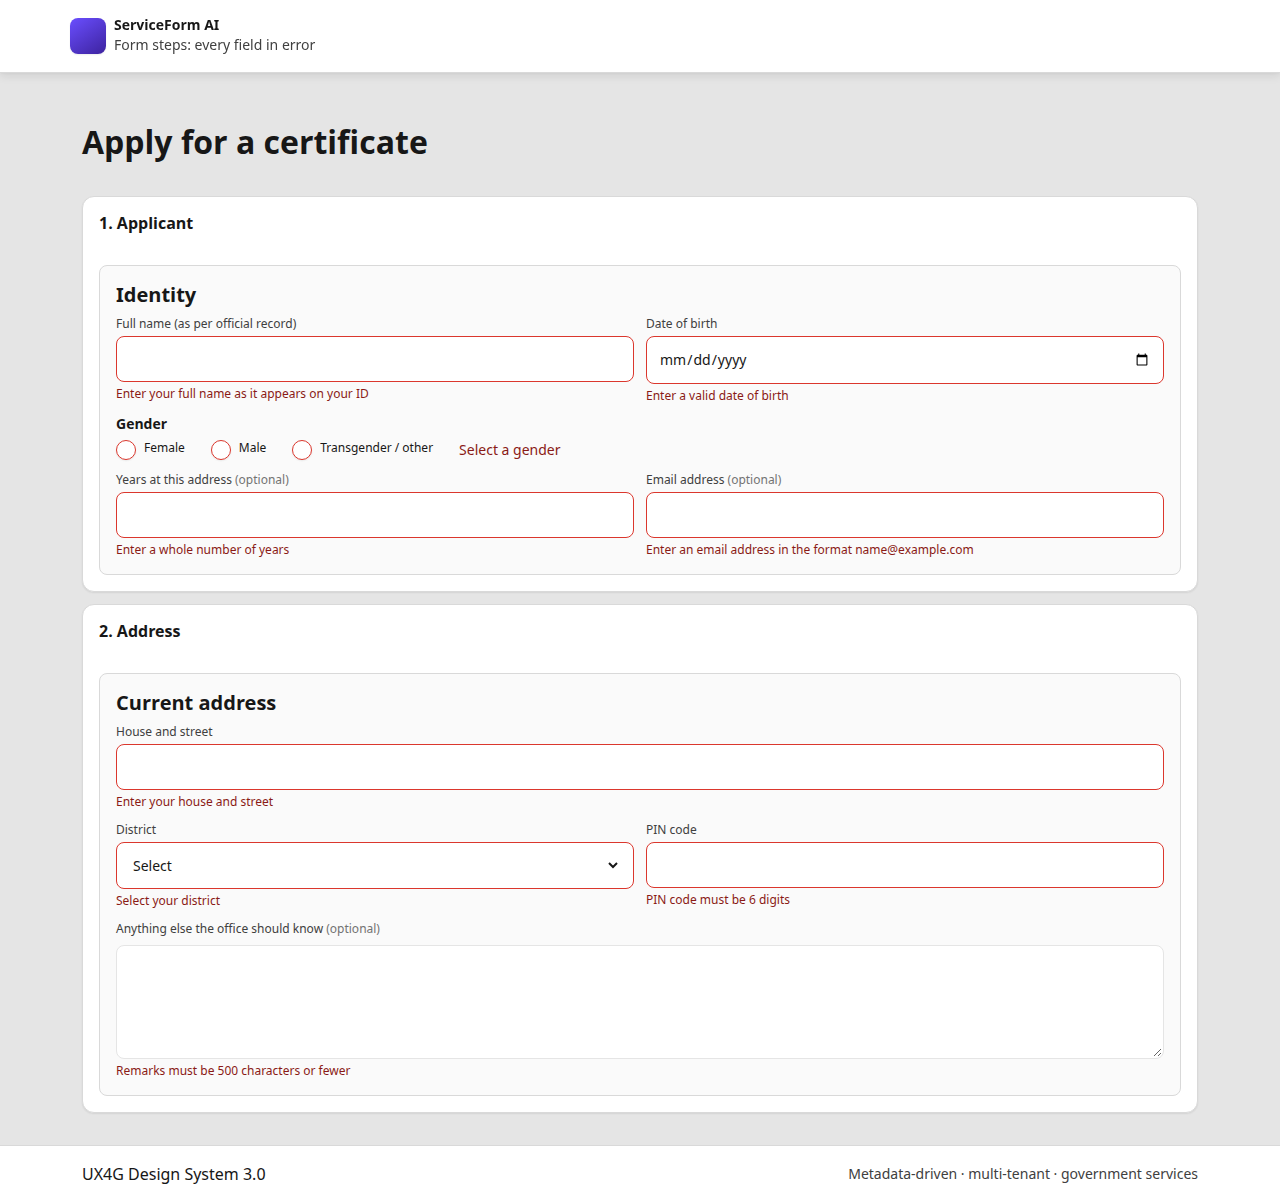 ServiceForm AI
Form steps: every field in error
Apply for a certificate
1. Applicant
Identity
Full name (as per official record)
Date of birth
mm/dd/yyyy
Enter your full name as it appears on your ID
Enter a valid date of birth
Gender
Female
Male
Transgender / other
Select a gender
Years at this address (optional)
Email address (optional)
Enter a whole number of years
Enter an email address in the format name@example.com
2. Address
Current address
House and street
Enter your house and street
District
PIN code
Select
Select your district
PIN code must be 6 digits
Anything else the office should know (optional)
Remarks must be 500 characters or fewer
UX4G Design System 3.0
Metadata-driven · multi-tenant · government services